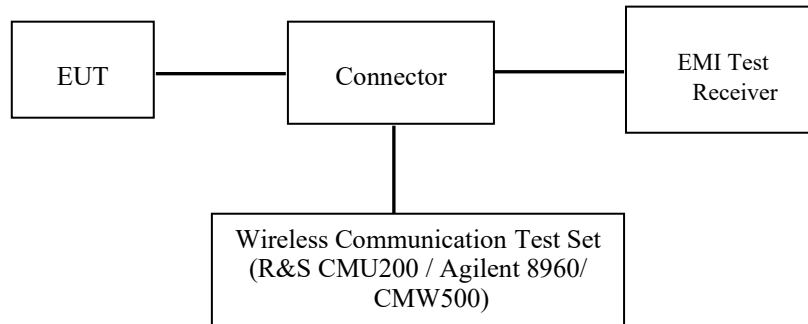 EUT
Connector
EMI Test
Receiver
Wireless Communication Test Set
(R&S CMU200 / Agilent 8960/
CMW500)